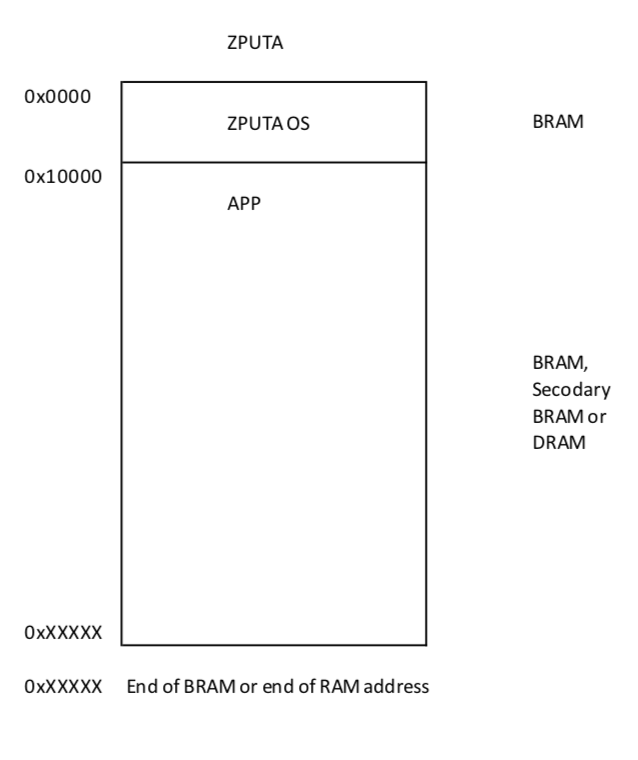 ZPUTA
0x0000
ZPUTA OS
BRAM
0x10000
APP
BRAM,
Secodary
BRAM or
DRAM
0xXXXXX
0xXXXXX End of BRAM or end of RAM address